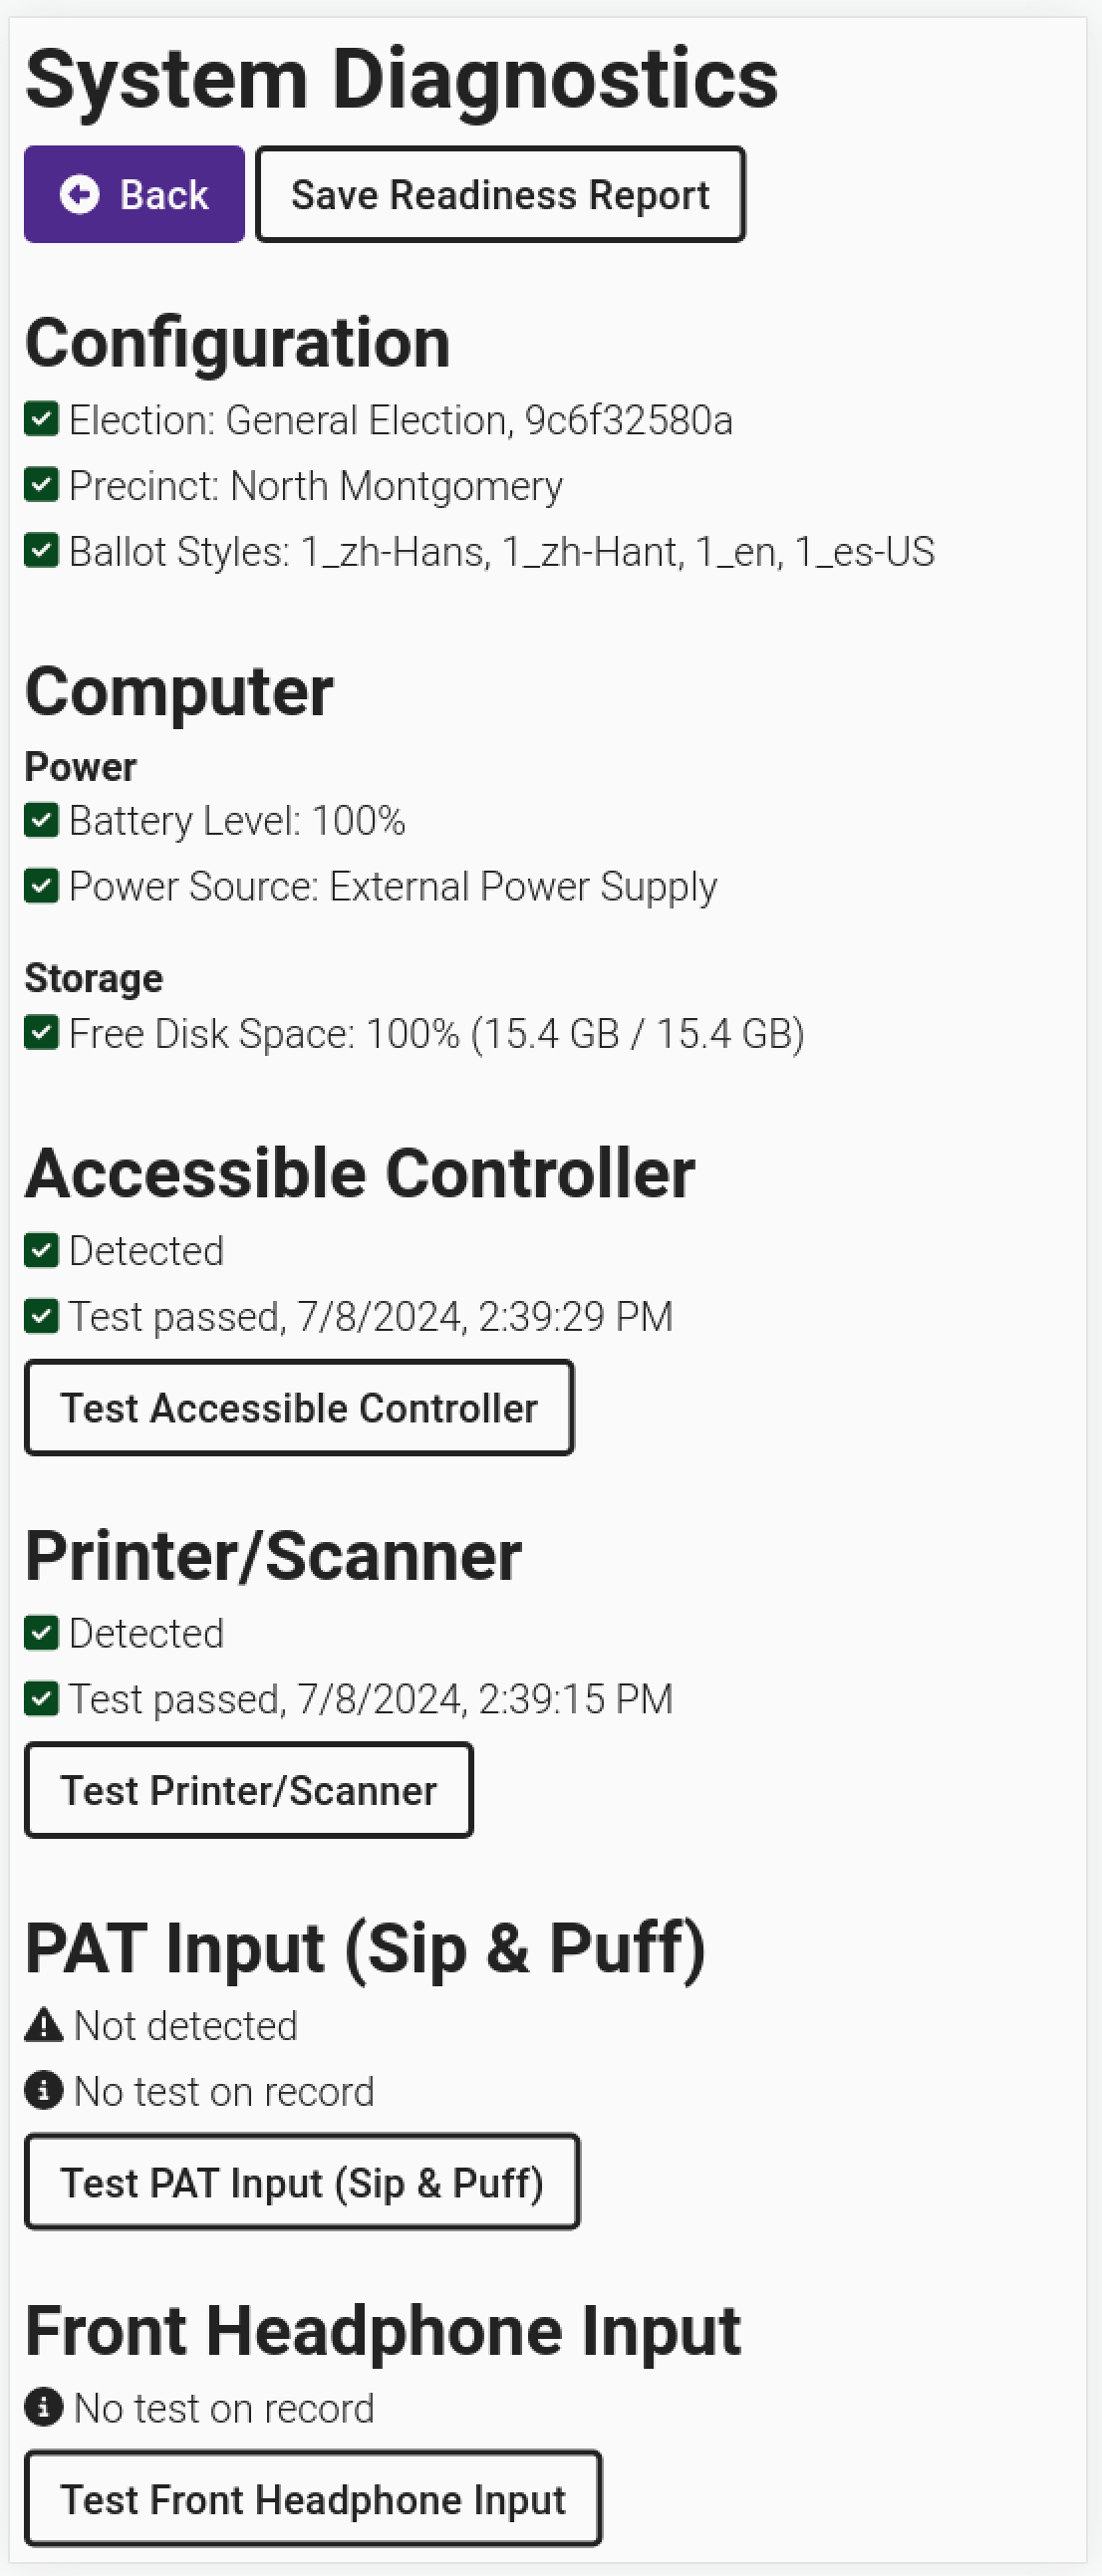 System Diagnostics
Back
Save Readiness Report
Configuration
Election: General Election, 9c6f32580a
Precinct: North Montgomery
Ballot Styles: 1_zh-Hans, 1_zh-Hant, 1_en, 1_es-US
Computer
Power
Battery Level: 100%
Power Source: External Power Supply
Storage
Free Disk Space: 100% (15.4 GB / 15.4 GB)
Accessible Controller
Detected
Test passed, 7/8/2024, 2:39:29 PM
Test Accessible Controller
Printer/Scanner
Detected
Test passed, 7/8/2024, 2:39:15 PM
Test Printer/Scanner
PAT Input (Sip & Puff)
Not detected
No test on record
Test PAT Input (Sip & Puff)
Front Headphone Input
No test on record
Test Front Headphone Input